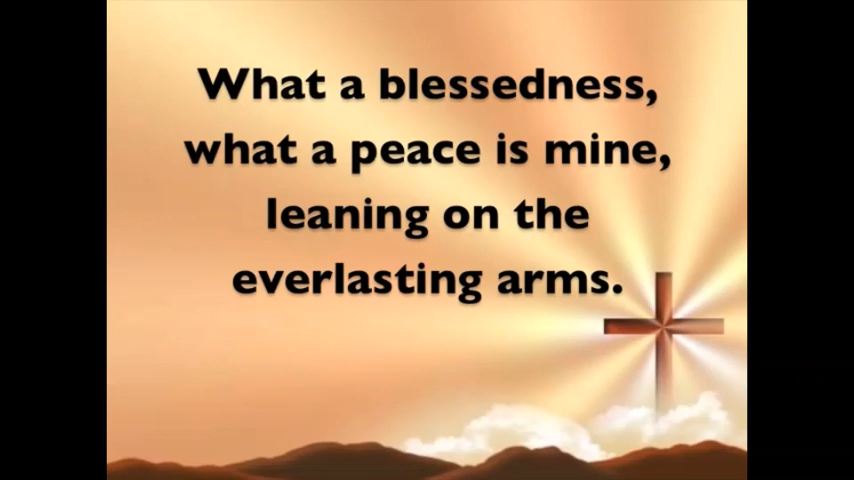 What a blessedness,
what a peace is mine,
leaning on the
everlasting arms.